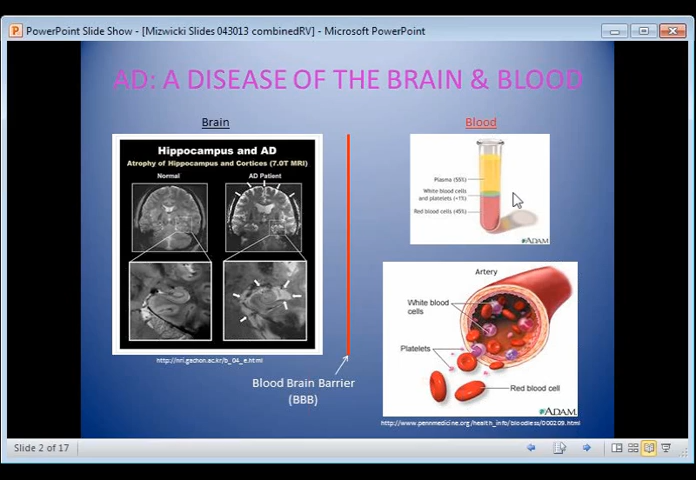 PowerPoint Slide Show - [Mizwicki Slides 043013 combinedRV] - Microsoft PowerPoint
AD: A DISEASE OF THE BRAIN & BLOOD
Brain
Hippocampus and AD
Atrophy of Hippocampus and Cortices (7.0T MRI)
Normal
AD Patient
http://nri.gachon.ac.kr/b_04_e.html
Blood Brain Barrier
(BBB)
Blood
Plasma (55%)
White blood cells
and platelets (<1%)
Red blood cells (45%)
ADAM
Artery
White blood
cells
Platelets
Red blood cell
ADAM
http://www.pennmedicine.org/health_info/bloodless/000209.html
Slide 2 of 17